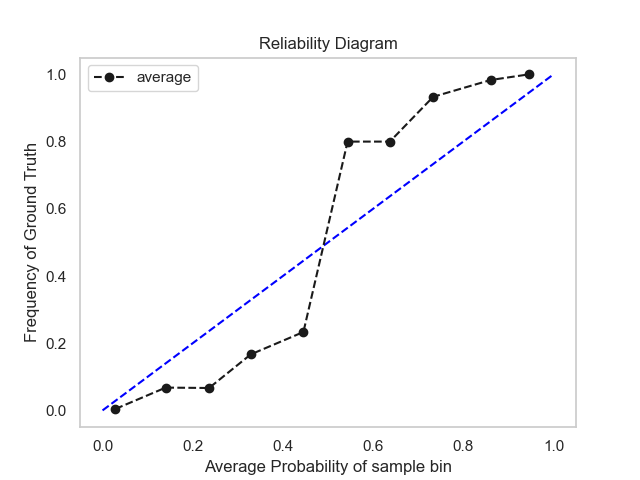 Reliability Diagram
average
Frequency of Ground Truth
1.0
0.8
0.6
0.4
0.2
0.0
0.0 0.2 0.4 0.6 0.8 1.0
Average Probability of sample bin